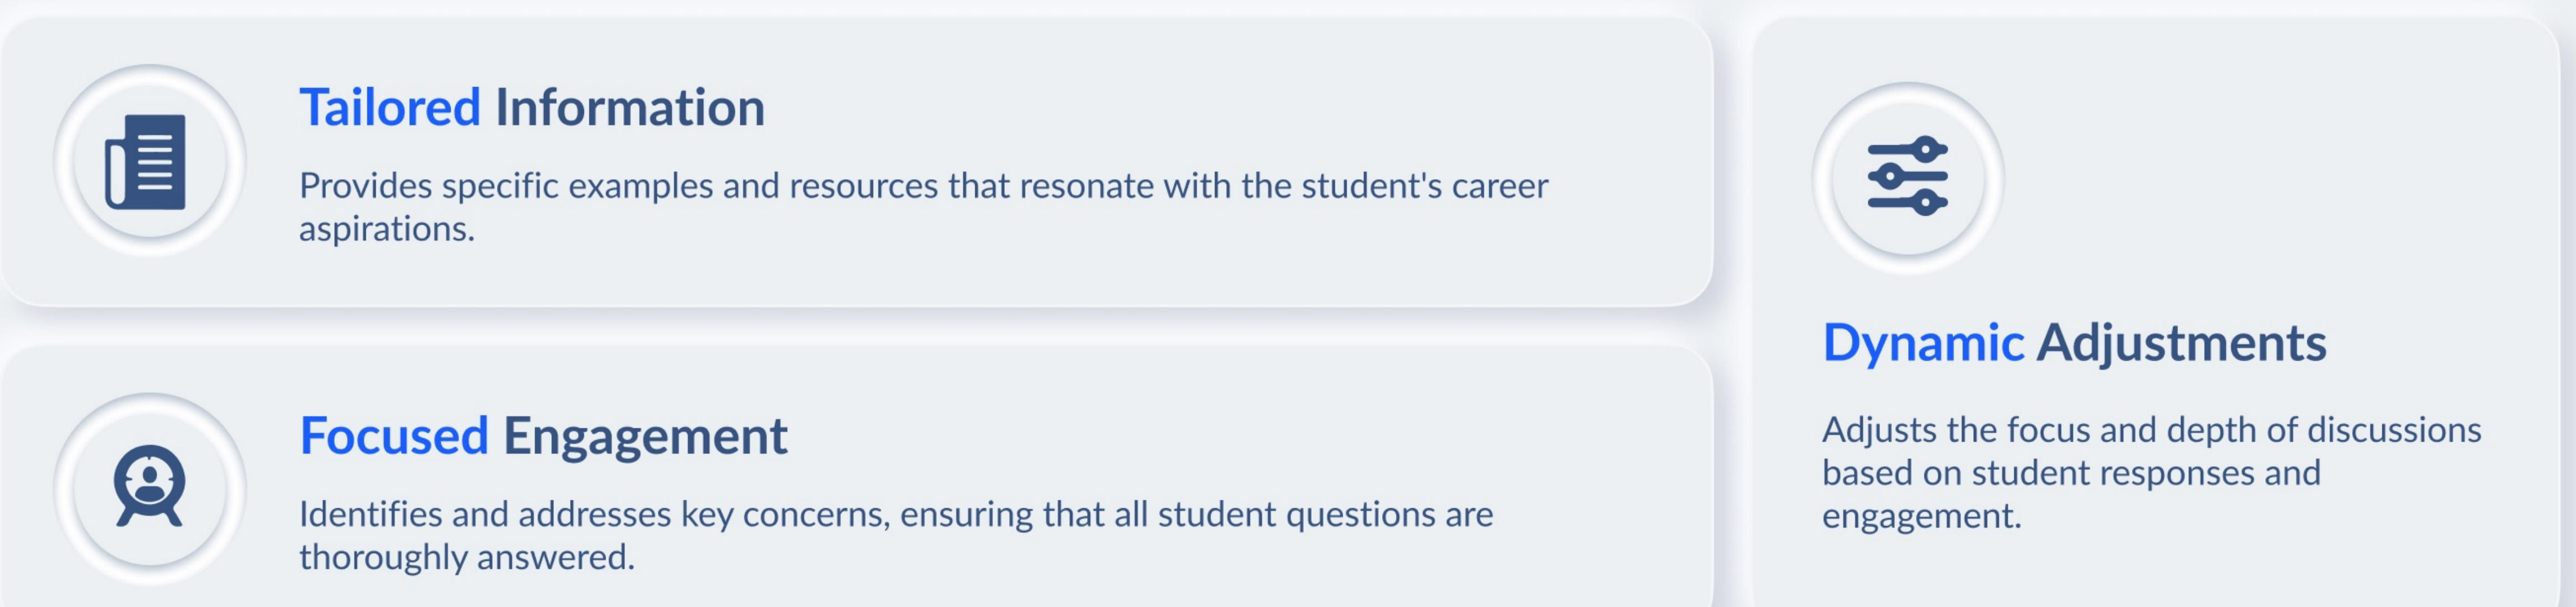 Tailored Information
Provides specific examples and resources that resonate with the student's career
aspirations.
Focused Engagement
Identifies and addresses key concerns, ensuring that all student questions are
thoroughly answered.
Dynamic Adjustments
Adjusts the focus and depth of discussions
based on student responses and
engagement.